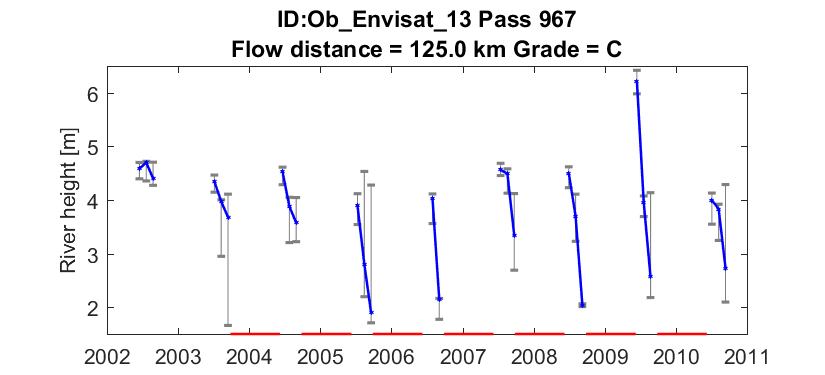 ID:Ob_Envisat_13 Pass 967
Flow distance = 125.0 km Grade = C
River height [m]
6
5
4
3
2
2002 2003 2004 2005 2006 2007 2008 2009 2010 2011